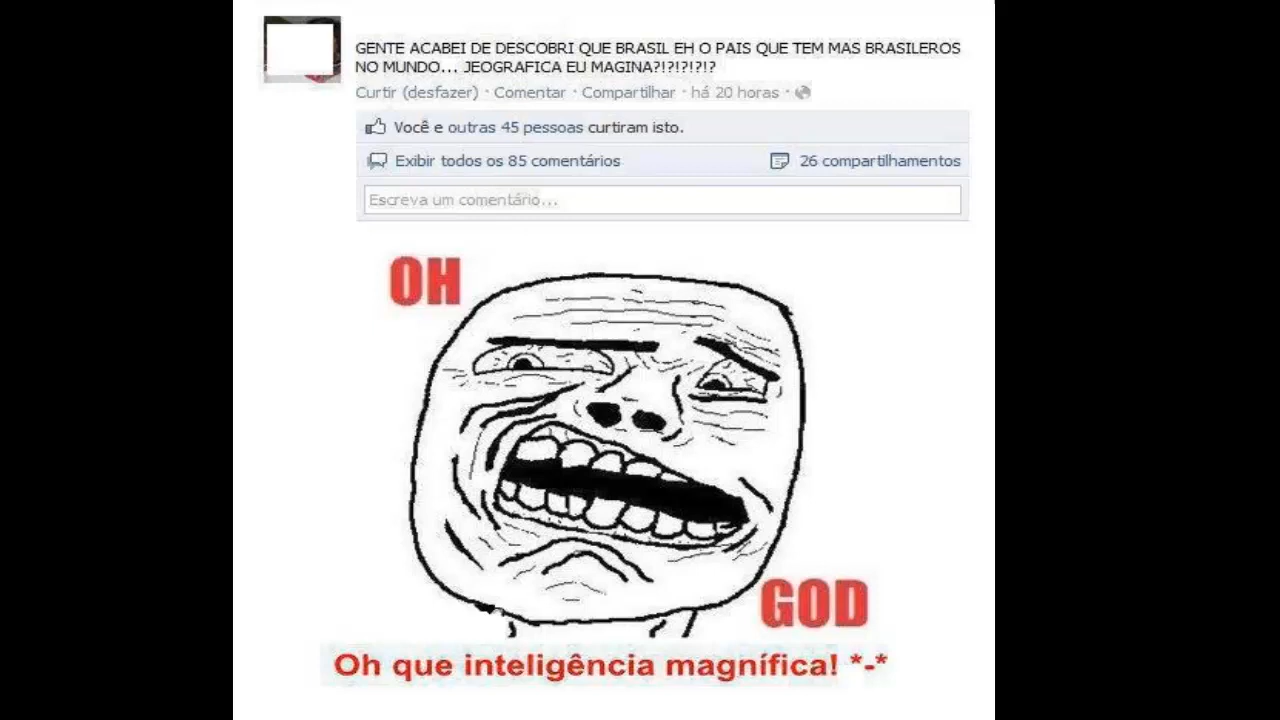 GENTE ACABEI DE DESCOBRI QUE BRASIL EH O PAIS QUE TEM MAS BRASILEROS
NO MUNDO... JEOGRAFICA EU MAGINA?!?!?!?!?
Curtir (desfazer) · Comentar · Compartilhar · há 20 horas ·
Você e outras 45 pessoas curtiram isto.
Exibir todos os 85 comentários 26 compartilhamentos
Escreva um comentário...
OH
GOD
Oh que inteligência magnífica! *-*